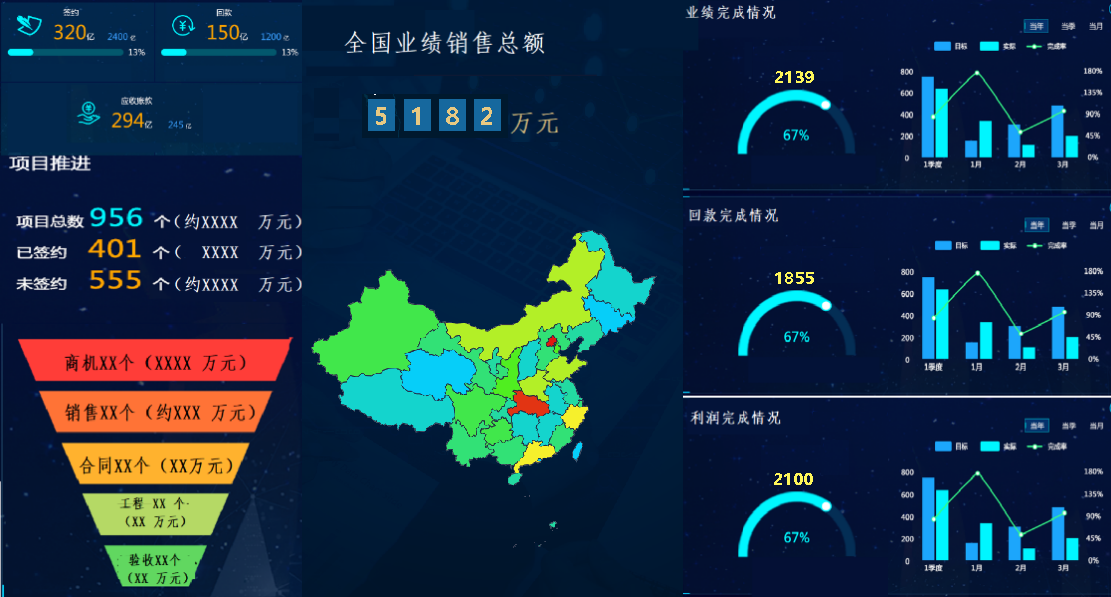 签约
320亿 2400 亿
13%
回款
150亿 1200 亿
13%
应收账款
294亿 245 亿
项目推进
项目总数 956 个(约XXXX 万元)
已签约 401 个( XXXX 万元)
未签约 555 个(约XXXX 万元)
商机XX个(XXXX 万元)
销售XX个(约XXX 万元)
合同XX个(XX万元)
工程 XX 个
(XX 万元)
验收XX个
(XX 万元)
全国业绩销售总额
5 1 8 2 万元
业绩完成情况
当年 当季 当月
目标 实际 完成率
2139
67%
800 180%
600 135%
400 90%
200 45%
0 0%
1季度 1月 2月 3月
回款完成情况
当年 当季 当月
目标 实际 完成率
1855
67%
800 180%
600 135%
400 90%
200 45%
0 0%
1季度 1月 2月 3月
利润完成情况
当年 当季 当月
目标 实际 完成率
2100
67%
800 180%
600 135%
400 90%
200 45%
0 0%
1季度 1月 2月 3月